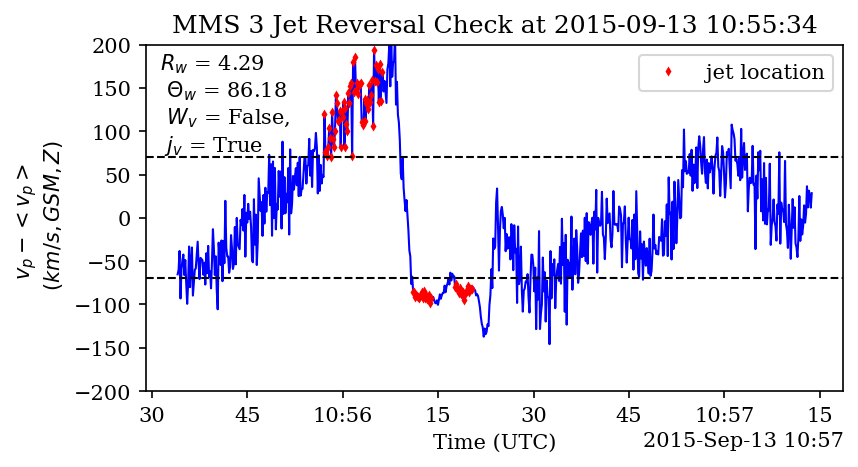 MMS 3 Jet Reversal Check at 2015-09-13 10:55:34
R_w = 4.29
Θ_w = 86.18
W_v = False,
j_v = True
jet location
200
150
100
50
0
−50
−100
−150
−200
v_p − < v_p >
(km/s, GSM, Z)
30 45 10:56 15 30 45 10:57 15
Time (UTC)
2015-Sep-13 10:57